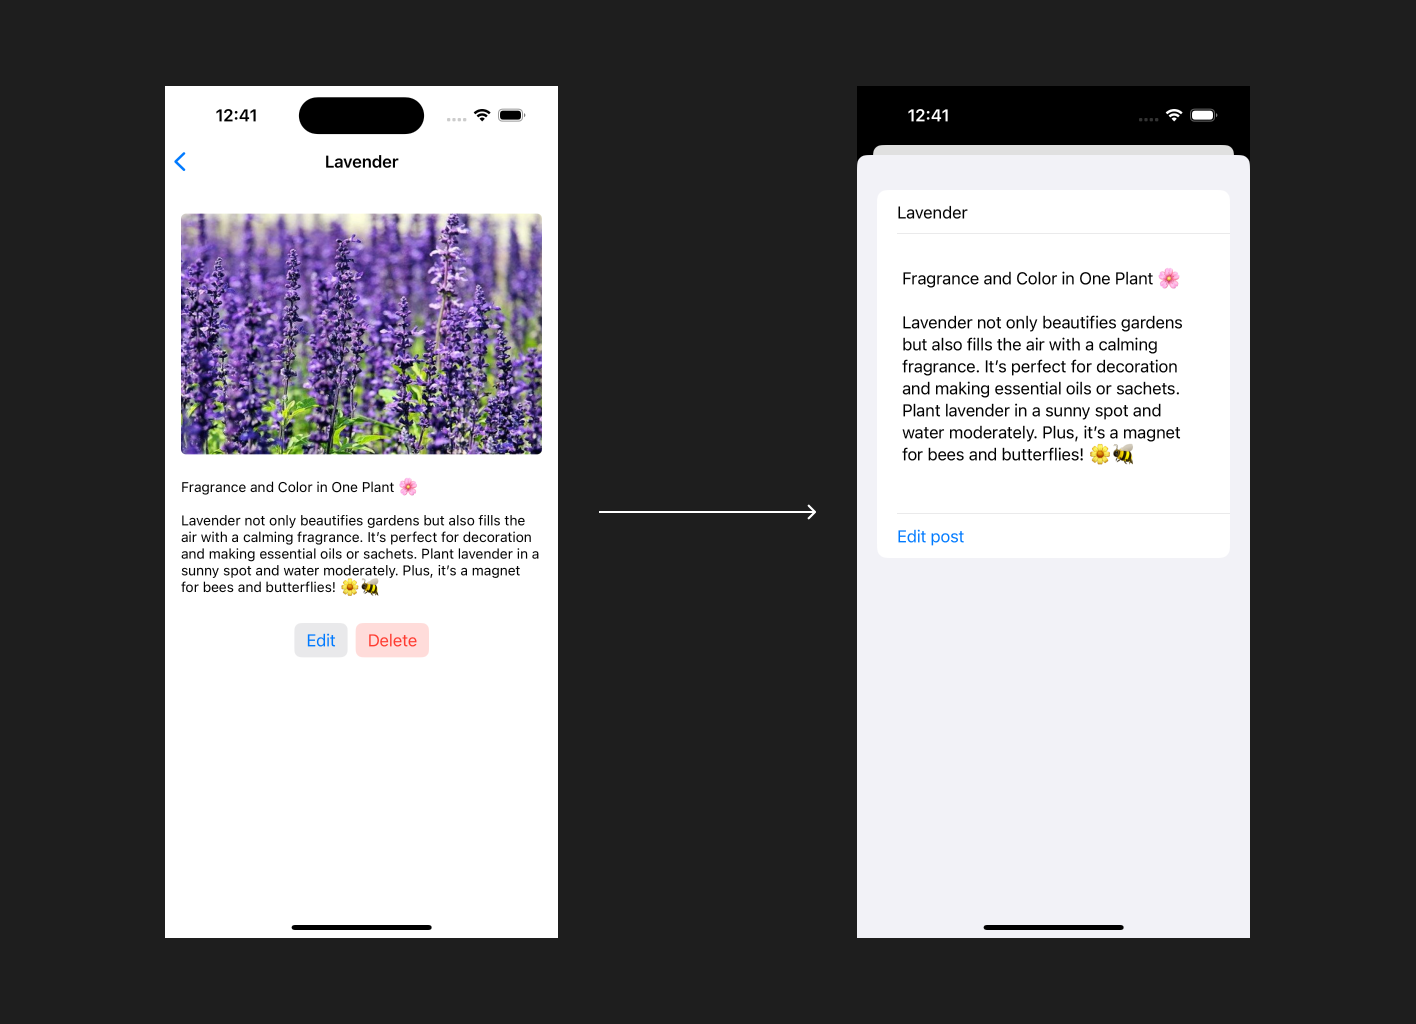 12:41
Lavender
Fragrance and Color in One Plant 🌸
Lavender not only beautifies gardens but also fills the
air with a calming fragrance. It’s perfect for decoration
and making essential oils or sachets. Plant lavender in a
sunny spot and water moderately. Plus, it’s a magnet
for bees and butterflies! 🌼🐝
Edit
Delete
12:41
Lavender
Fragrance and Color in One Plant 🌸
Lavender not only beautifies gardens
but also fills the air with a calming
fragrance. It’s perfect for decoration
and making essential oils or sachets.
Plant lavender in a sunny spot and
water moderately. Plus, it’s a magnet
for bees and butterflies! 🌼🐝
Edit post